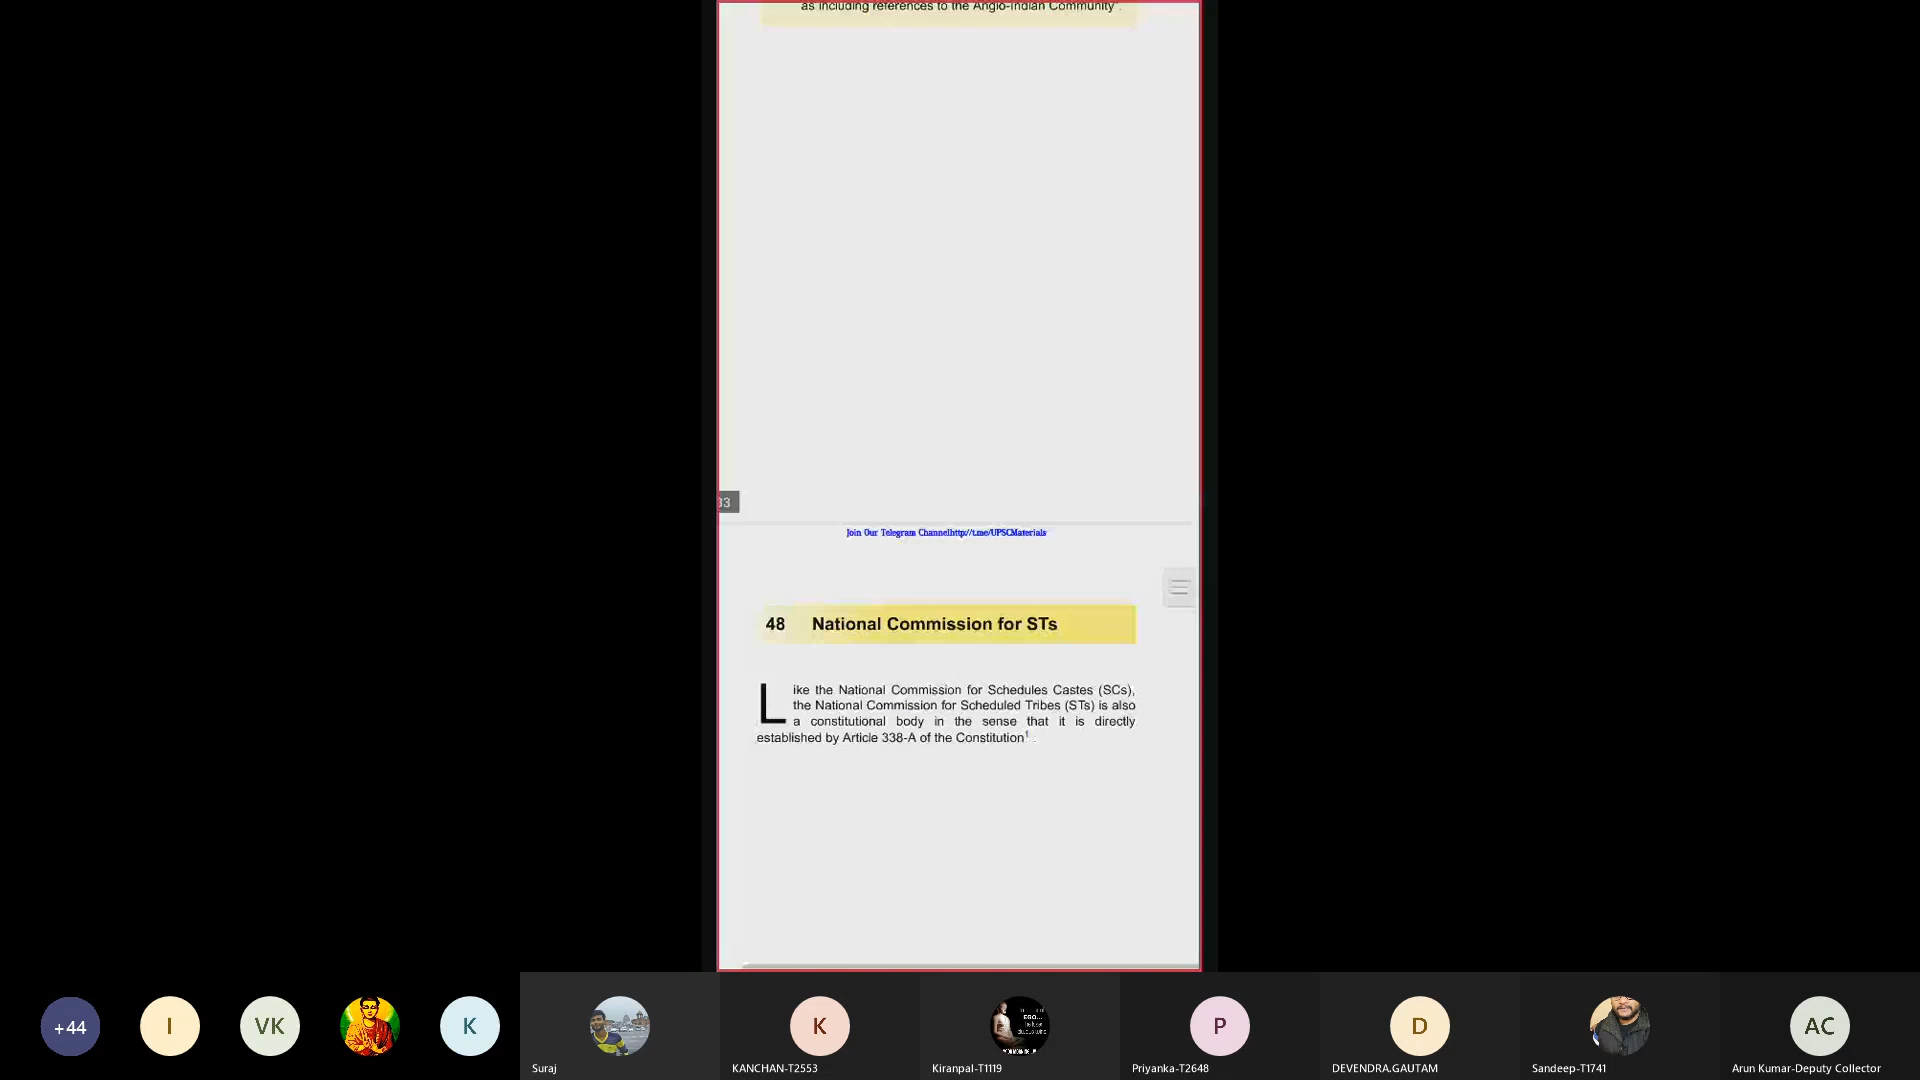 as including references to the Anglo-Indian Community".
33
Join Our Telegram Channelhttp://t.me/UPSCMaterials
48 National Commission for STs
Like the National Commission for Schedules Castes (SCs),
the National Commission for Scheduled Tribes (STs) is also
a constitutional body in the sense that it is directly
established by Article 338-A of the Constitution1.
+44
I
VK
K
K
EGO...
P
D
AC
Suraj
KANCHAN-T2553
Kiranpal-T1119
Priyanka-T2648
DEVENDRA.GAUTAM
Sandeep-T1741
Arun Kumar-Deputy Collector